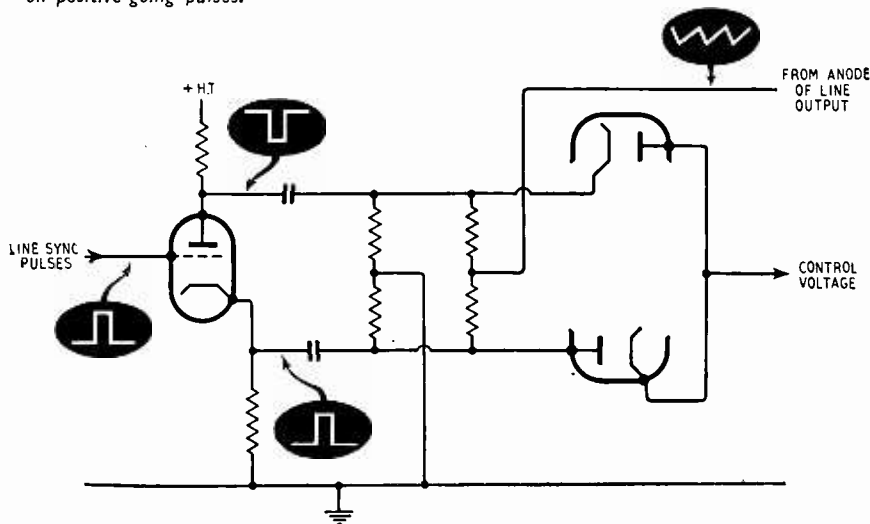 on positive-going pulses.
+ H.T
FROM ANODE
OF LINE
OUTPUT
LINE SYNC
PULSES
CONTROL
VOLTAGE